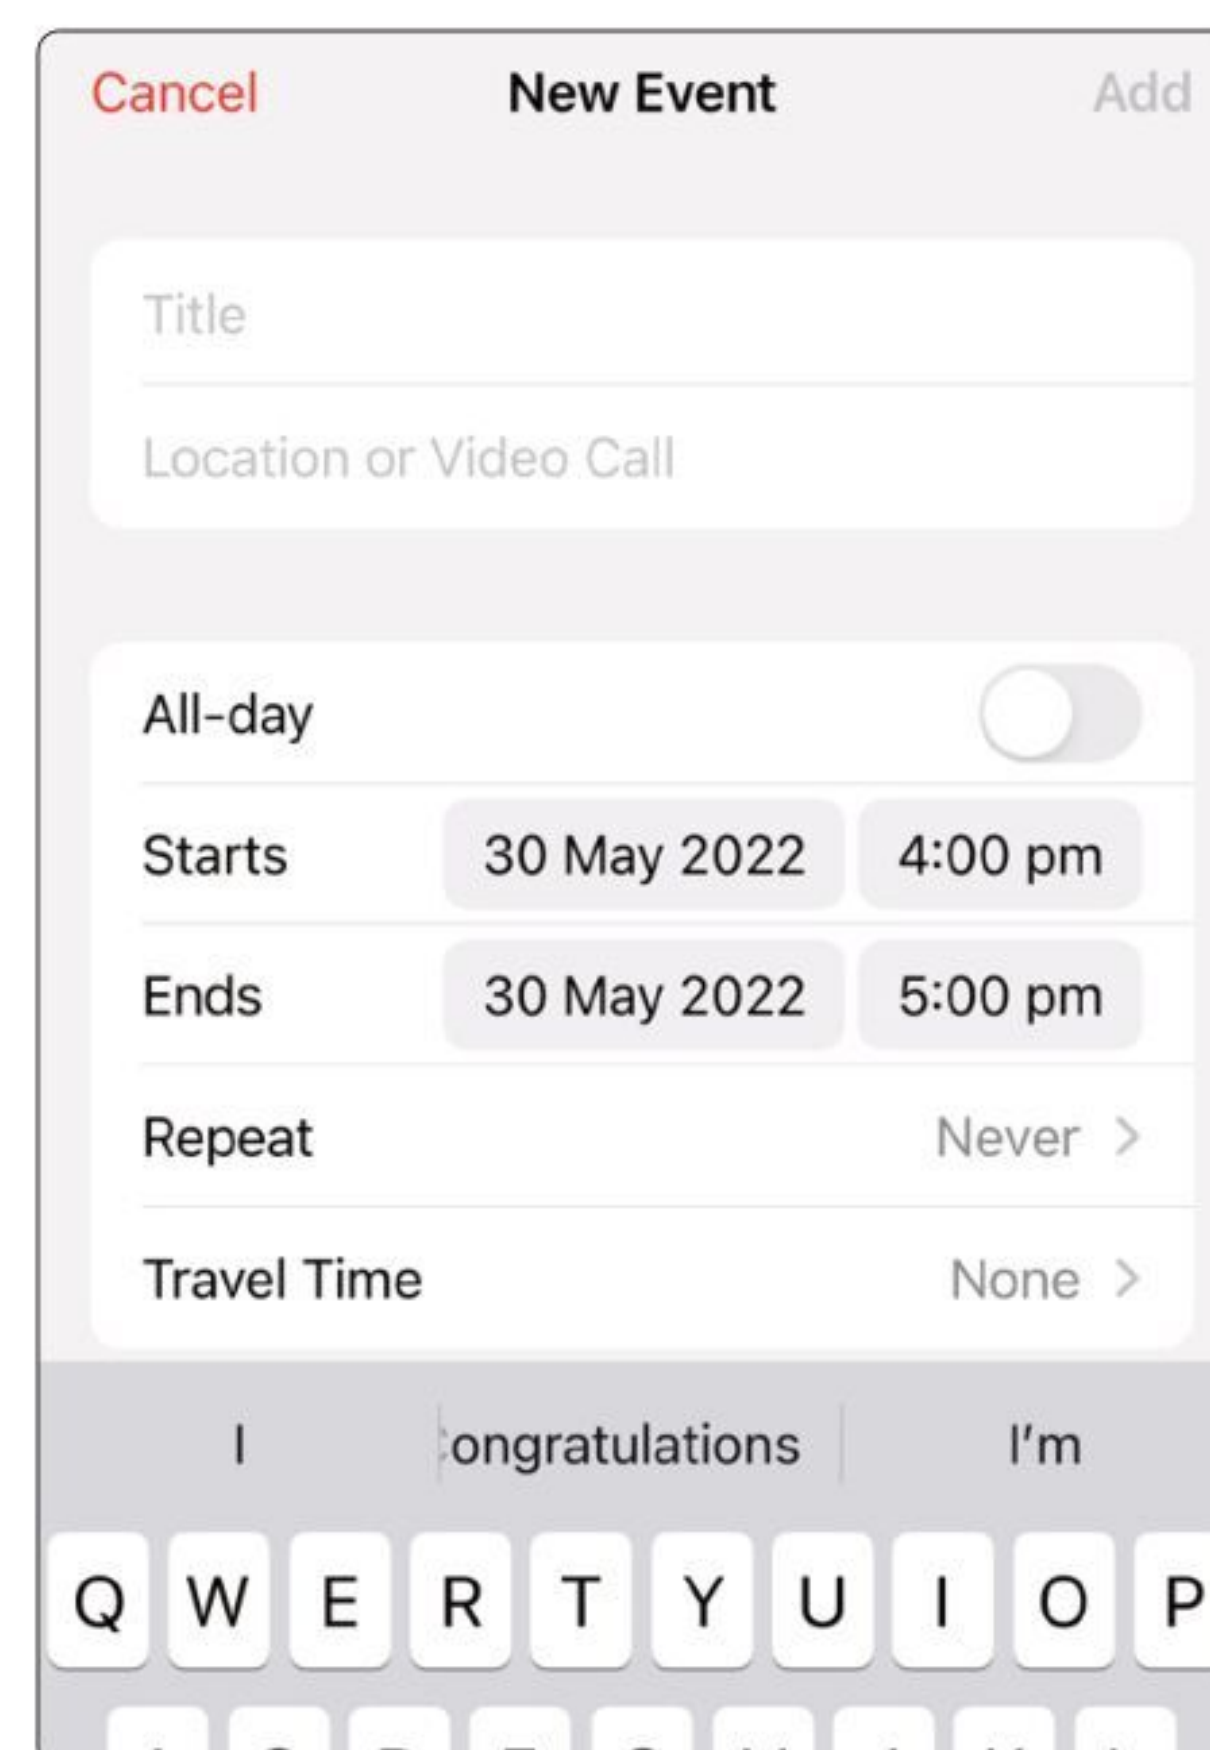 Cancel New Event Add
Title
Location or Video Call
All-day
Starts 30 May 2022 4:00 pm
Ends 30 May 2022 5:00 pm
Repeat Never >
Travel Time None >
I ongratulations I'm
Q W E R T Y U I O P